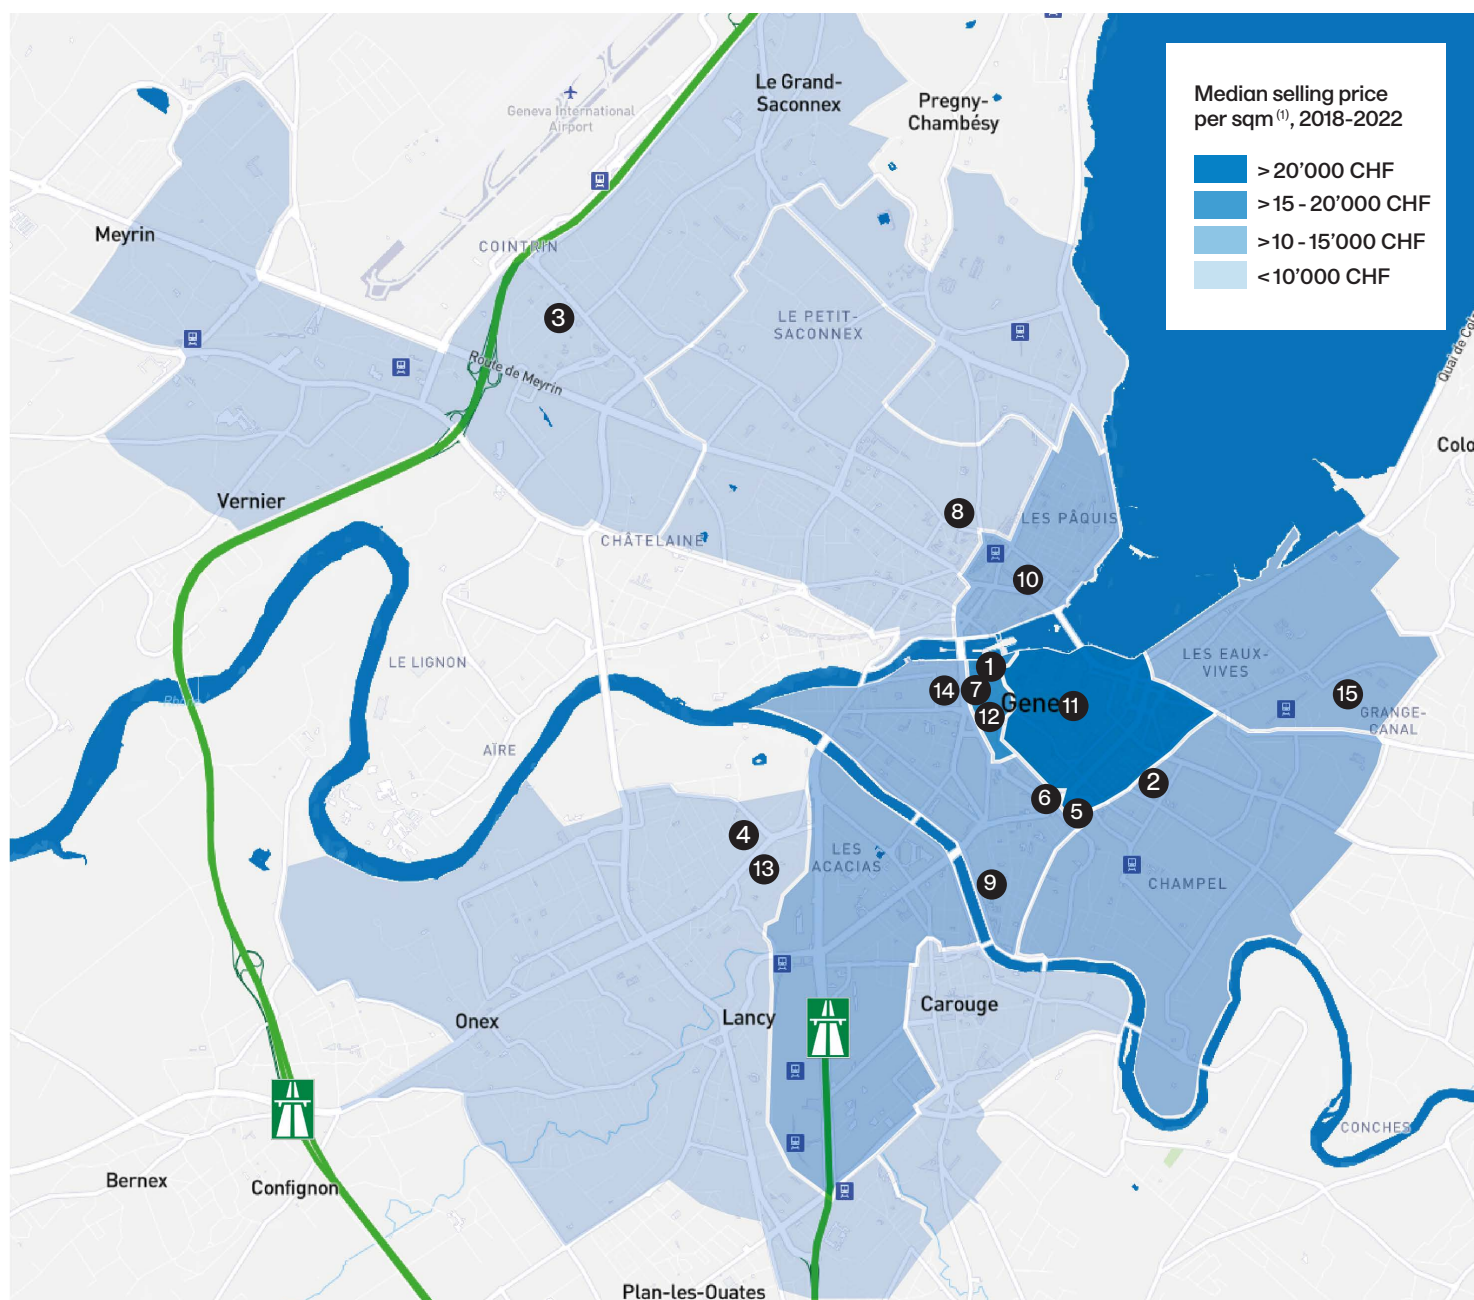 Le Grand-
Saconnex
Pregny-
Chambésy
Geneva International
Airport
Median selling price
per sqm (1), 2018-2022
> 20'000 CHF
> 15 - 20'000 CHF
> 10 - 15'000 CHF
< 10'000 CHF
Meyrin
COINTRIN
3
LE PETIT-
SACONNEX
Route de Meyrin
Quai de Colo
Colo
Vernier
8
LES PÂQUIS
CHÂTELAINE
10
LE LIGNON
Rhône
1
LES EAUX-
VIVES
14
7
Gene
11
12
15
GRANGE-
CANAL
AÏRE
2
6
5
4
13
LES
ACACIAS
9
CHAMPEL
Onex
Lancy
Carouge
CONCHES
Bernex
Confignon
Plan-les-Ouates